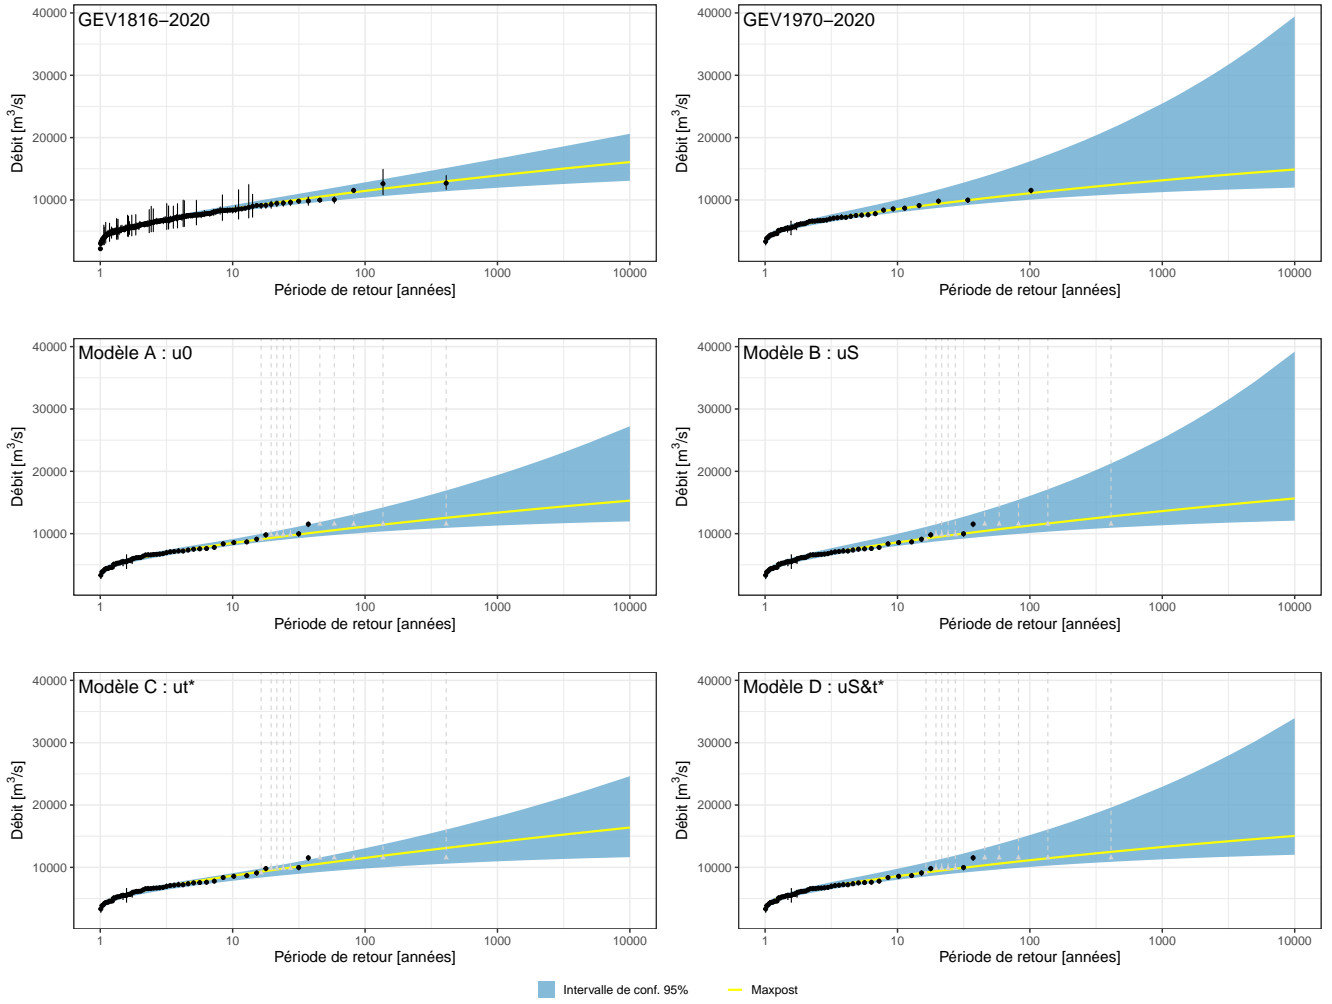 GEV1816−2020
Débit [m³/s]
40000
30000
20000
10000
1
10
100
1000
10000
Période de retour [années]
GEV1970−2020
Débit [m³/s]
40000
30000
20000
10000
1
10
100
1000
10000
Période de retour [années]
Modèle A : u0
Débit [m³/s]
40000
30000
20000
10000
1
10
100
1000
10000
Période de retour [années]
Modèle B : uS
Débit [m³/s]
40000
30000
20000
10000
1
10
100
1000
10000
Période de retour [années]
Modèle C : ut*
Débit [m³/s]
40000
30000
20000
10000
1
10
100
1000
10000
Période de retour [années]
Modèle D : uS&t*
Débit [m³/s]
40000
30000
20000
10000
1
10
100
1000
10000
Période de retour [années]
Intervalle de conf. 95%
Maxpost